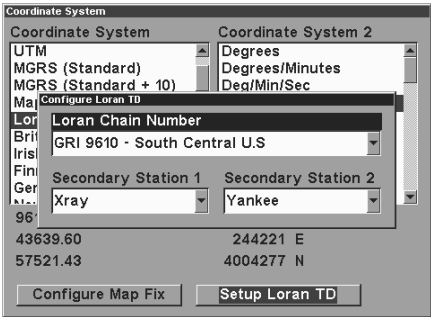 Coordinate System
Coordinate System Coordinate System 2
UTM Degrees
MGRS (Standard) Degrees/Minutes
MGRS (Standard + 10) Deg/Min/Sec
Configure Loran TD
Loran Chain Number
GRI 9610 - South Central U.S
Secondary Station 1 Secondary Station 2
Xray Yankee
43639.60 244221 E
57521.43 4004277 N
Configure Map Fix Setup Loran TD